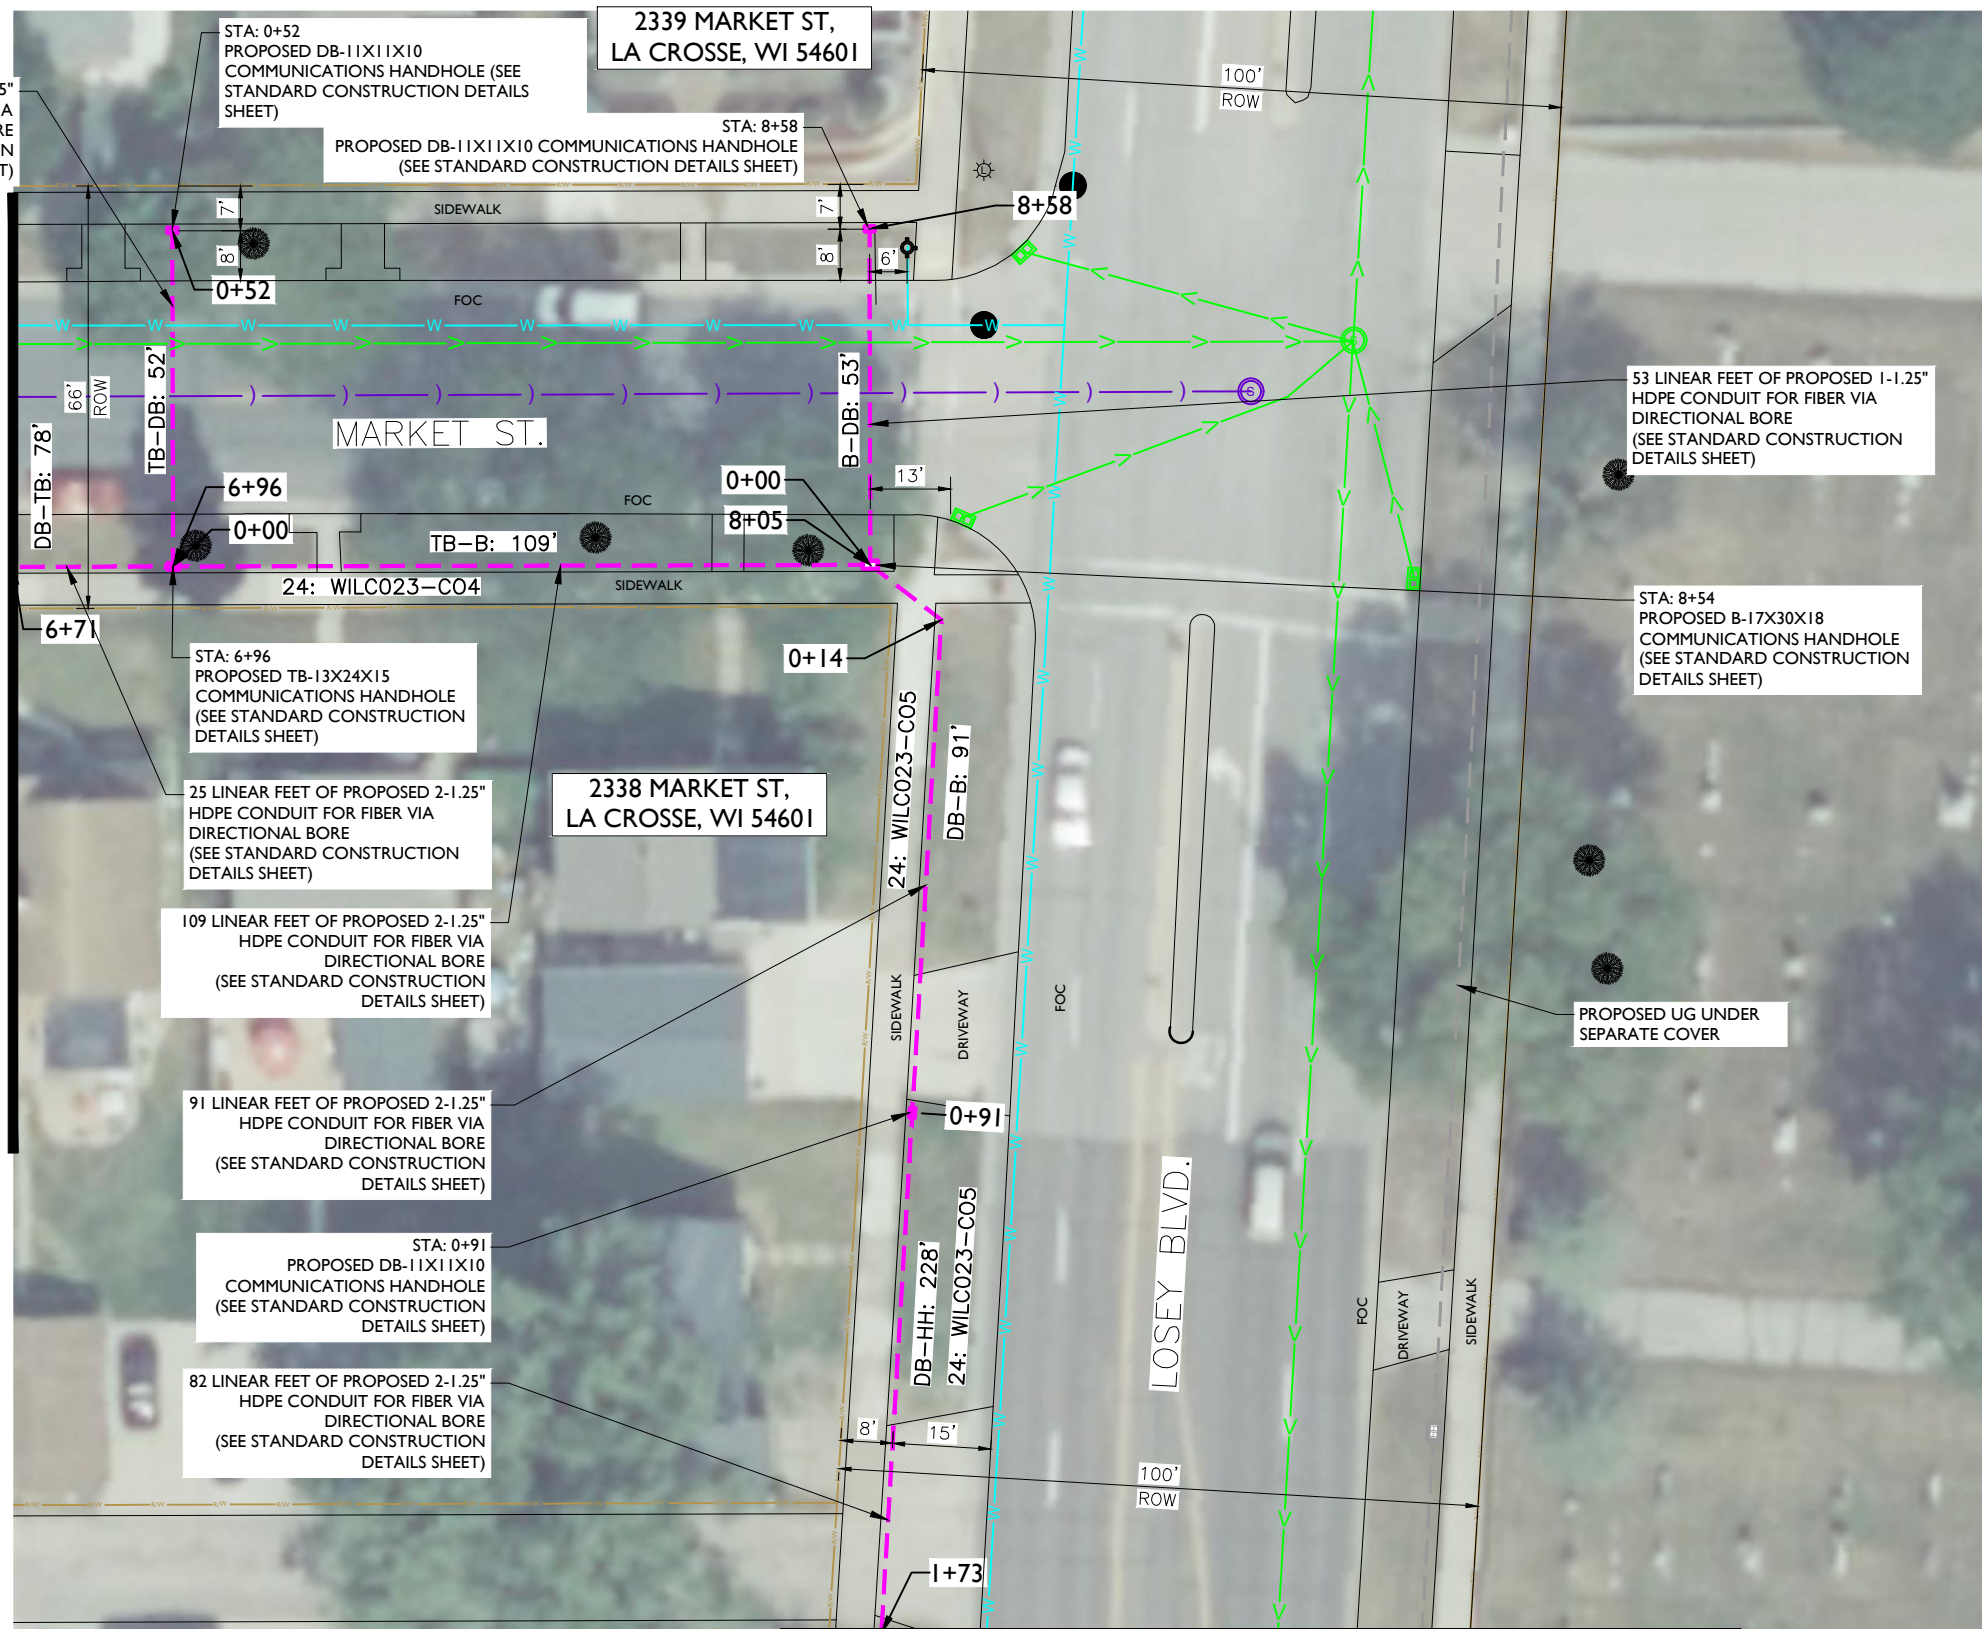 2339 MARKET ST,
LA CROSSE, WI 54601
STA: 0+52
PROPOSED DB-11X11X10
COMMUNICATIONS HANDHOLE (SEE
STANDARD CONSTRUCTION DETAILS
SHEET)
5"
A
RE
N
T)
STA: 8+58
PROPOSED DB-11X11X10 COMMUNICATIONS HANDHOLE
(SEE STANDARD CONSTRUCTION DETAILS SHEET)
100'
ROW
SIDEWALK
7'
8'
7'
8'
6'
8+58
0+52
FOC
66'
ROW
TB-DB: 52'
DB-TB: 78'
MARKET ST.
B-DB: 53'
53 LINEAR FEET OF PROPOSED 1-1.25"
HDPE CONDUIT FOR FIBER VIA
DIRECTIONAL BORE
(SEE STANDARD CONSTRUCTION
DETAILS SHEET)
6+96
0+00
0+00
8+05
13'
FOC
TB-B: 109'
24: WILC023-CO4
SIDEWALK
6+71
0+14
STA: 8+54
PROPOSED B-17X30X18
COMMUNICATIONS HANDHOLE
(SEE STANDARD CONSTRUCTION
DETAILS SHEET)
STA: 6+96
PROPOSED TB-13X24X15
COMMUNICATIONS HANDHOLE
(SEE STANDARD CONSTRUCTION
DETAILS SHEET)
24: WILC023-CO5
DB-B: 91'
2338 MARKET ST,
LA CROSSE, WI 54601
25 LINEAR FEET OF PROPOSED 2-1.25"
HDPE CONDUIT FOR FIBER VIA
DIRECTIONAL BORE
(SEE STANDARD CONSTRUCTION
DETAILS SHEET)
109 LINEAR FEET OF PROPOSED 2-1.25"
HDPE CONDUIT FOR FIBER VIA
DIRECTIONAL BORE
(SEE STANDARD CONSTRUCTION
DETAILS SHEET)
SIDEWALK
DRIVEWAY
FOC
PROPOSED UG UNDER
SEPARATE COVER
91 LINEAR FEET OF PROPOSED 2-1.25"
HDPE CONDUIT FOR FIBER VIA
DIRECTIONAL BORE
(SEE STANDARD CONSTRUCTION
DETAILS SHEET)
0+91
STA: 0+91
PROPOSED DB-11X11X10
COMMUNICATIONS HANDHOLE
(SEE STANDARD CONSTRUCTION
DETAILS SHEET)
DB-HH: 228'
24: WILC023-CO5
LOSEY BLVD.
FOC
DRIVEWAY
SIDEWALK
82 LINEAR FEET OF PROPOSED 2-1.25"
HDPE CONDUIT FOR FIBER VIA
DIRECTIONAL BORE
(SEE STANDARD CONSTRUCTION
DETAILS SHEET)
8'
15'
100'
ROW
1+73